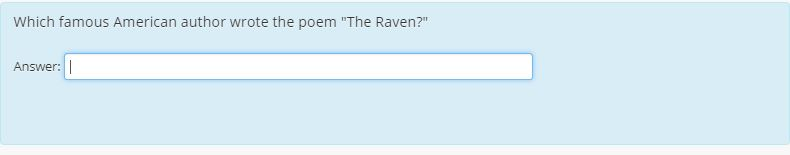 Which famous American author wrote the poem "The Raven?"
Answer: